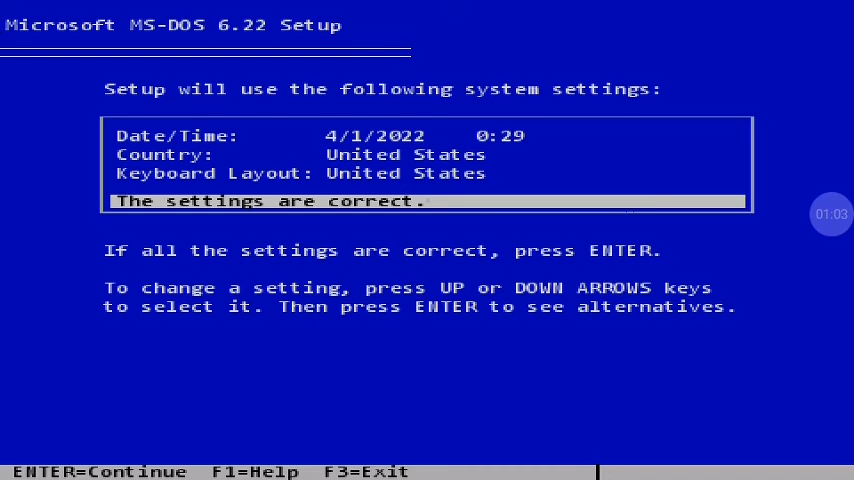 Microsoft MS-DOS 6.22 Setup
Setup will use the following system settings:
Date/Time: 4/1/2022 0:29
Country: United States
Keyboard Layout: United States
The settings are correct.
01:03
If all the settings are correct, press ENTER.
To change a setting, press UP or DOWN ARROWS keys
to select it. Then press ENTER to see alternatives.
ENTER=Continue F1=Help F3=Exit